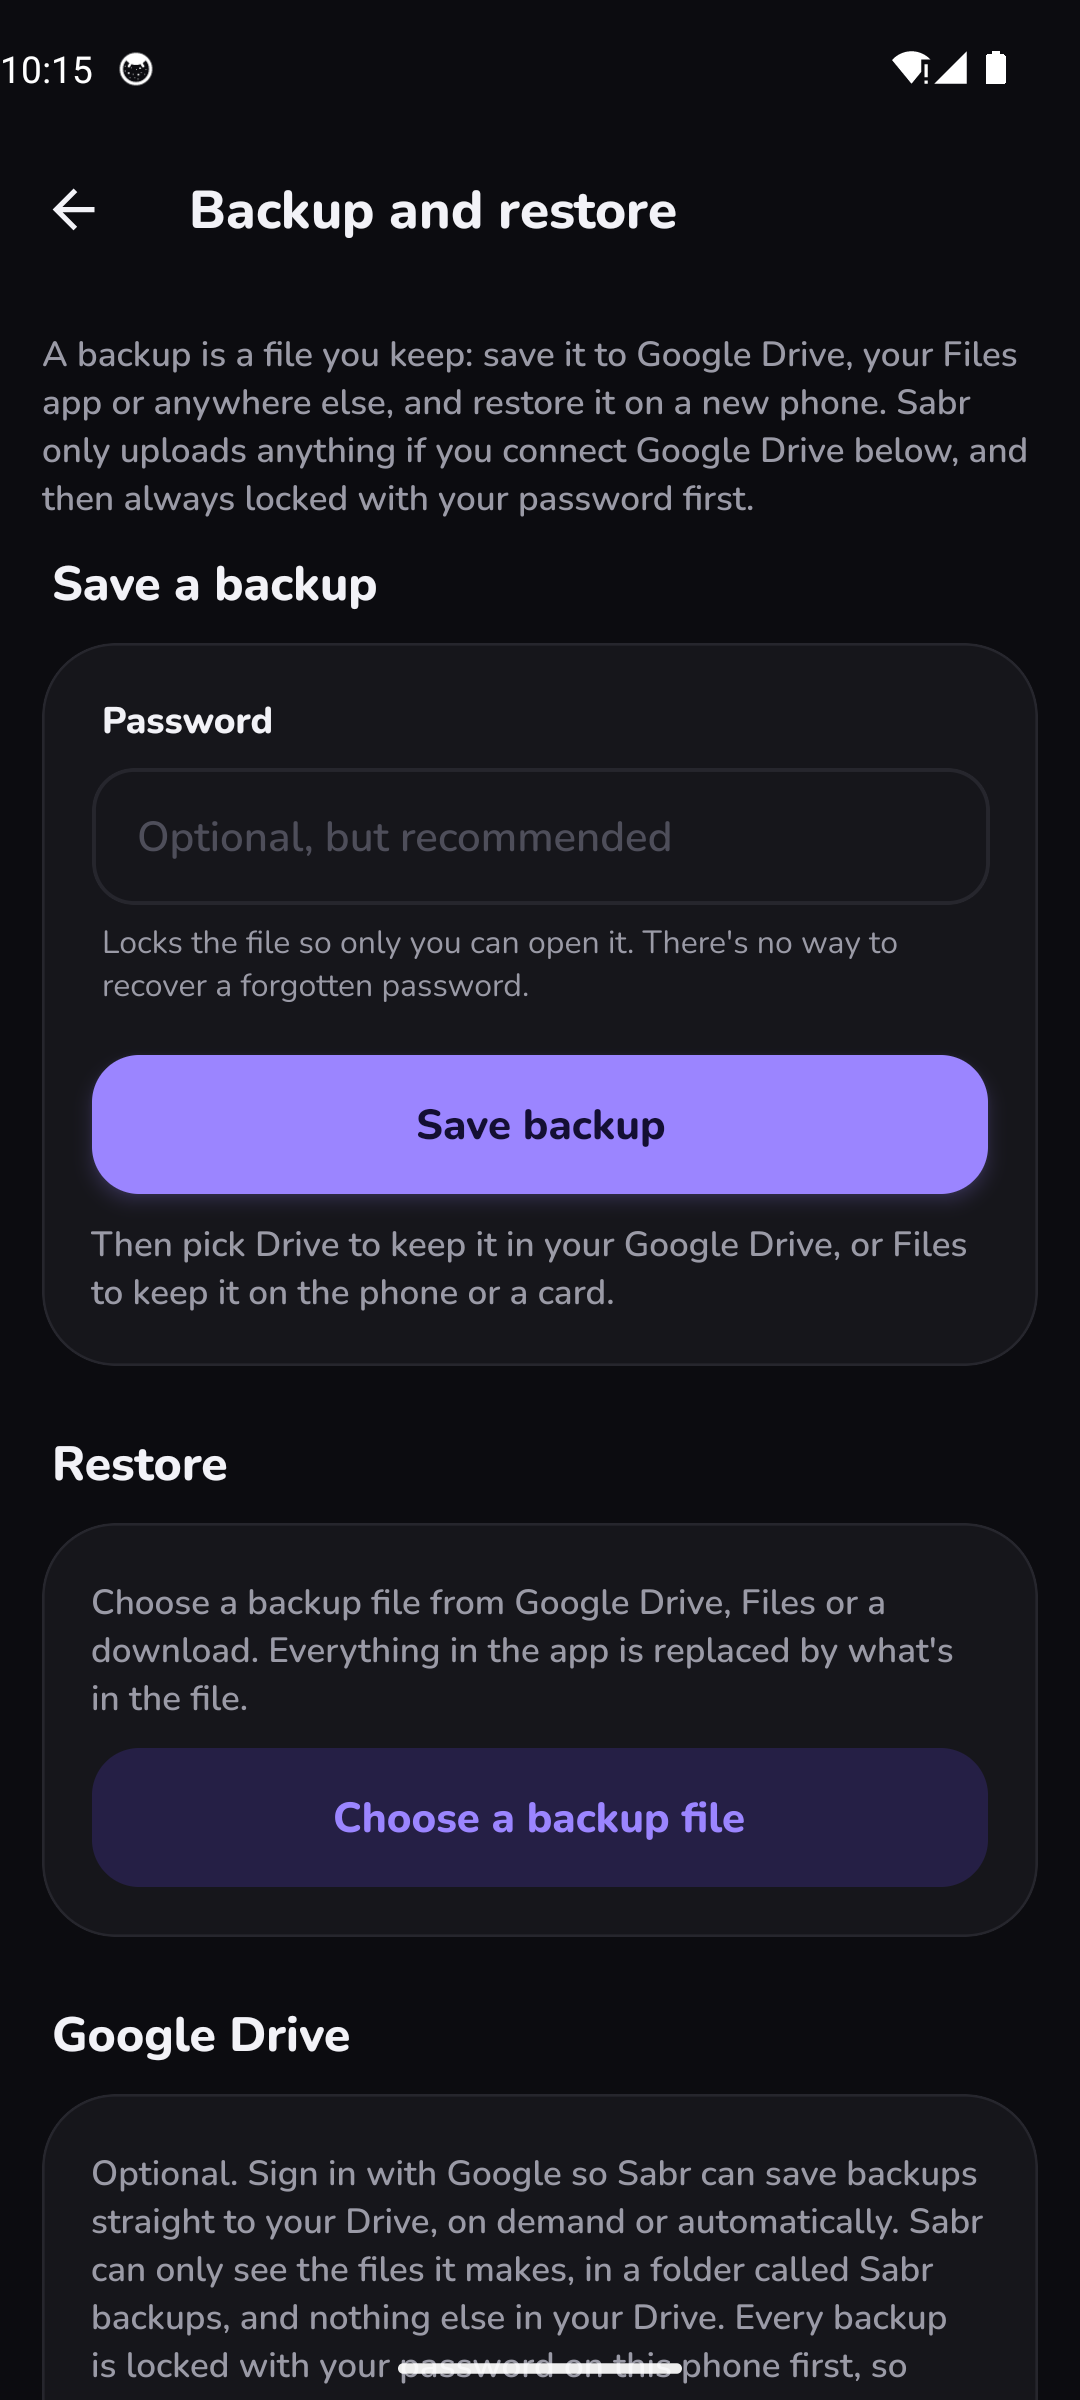 10:15
Backup and restore
A backup is a file you keep: save it to Google Drive, your Files
app or anywhere else, and restore it on a new phone. Sabr
only uploads anything if you connect Google Drive below, and
then always locked with your password first.
Save a backup
Password
Optional, but recommended
Locks the file so only you can open it. There's no way to
recover a forgotten password.
Save backup
Then pick Drive to keep it in your Google Drive, or Files
to keep it on the phone or a card.
Restore
Choose a backup file from Google Drive, Files or a
download. Everything in the app is replaced by what's
in the file.
Choose a backup file
Google Drive
Optional. Sign in with Google so Sabr can save backups
straight to your Drive, on demand or automatically. Sabr
can only see the files it makes, in a folder called Sabr
backups, and nothing else in your Drive. Every backup
is locked with your password on this phone first, so